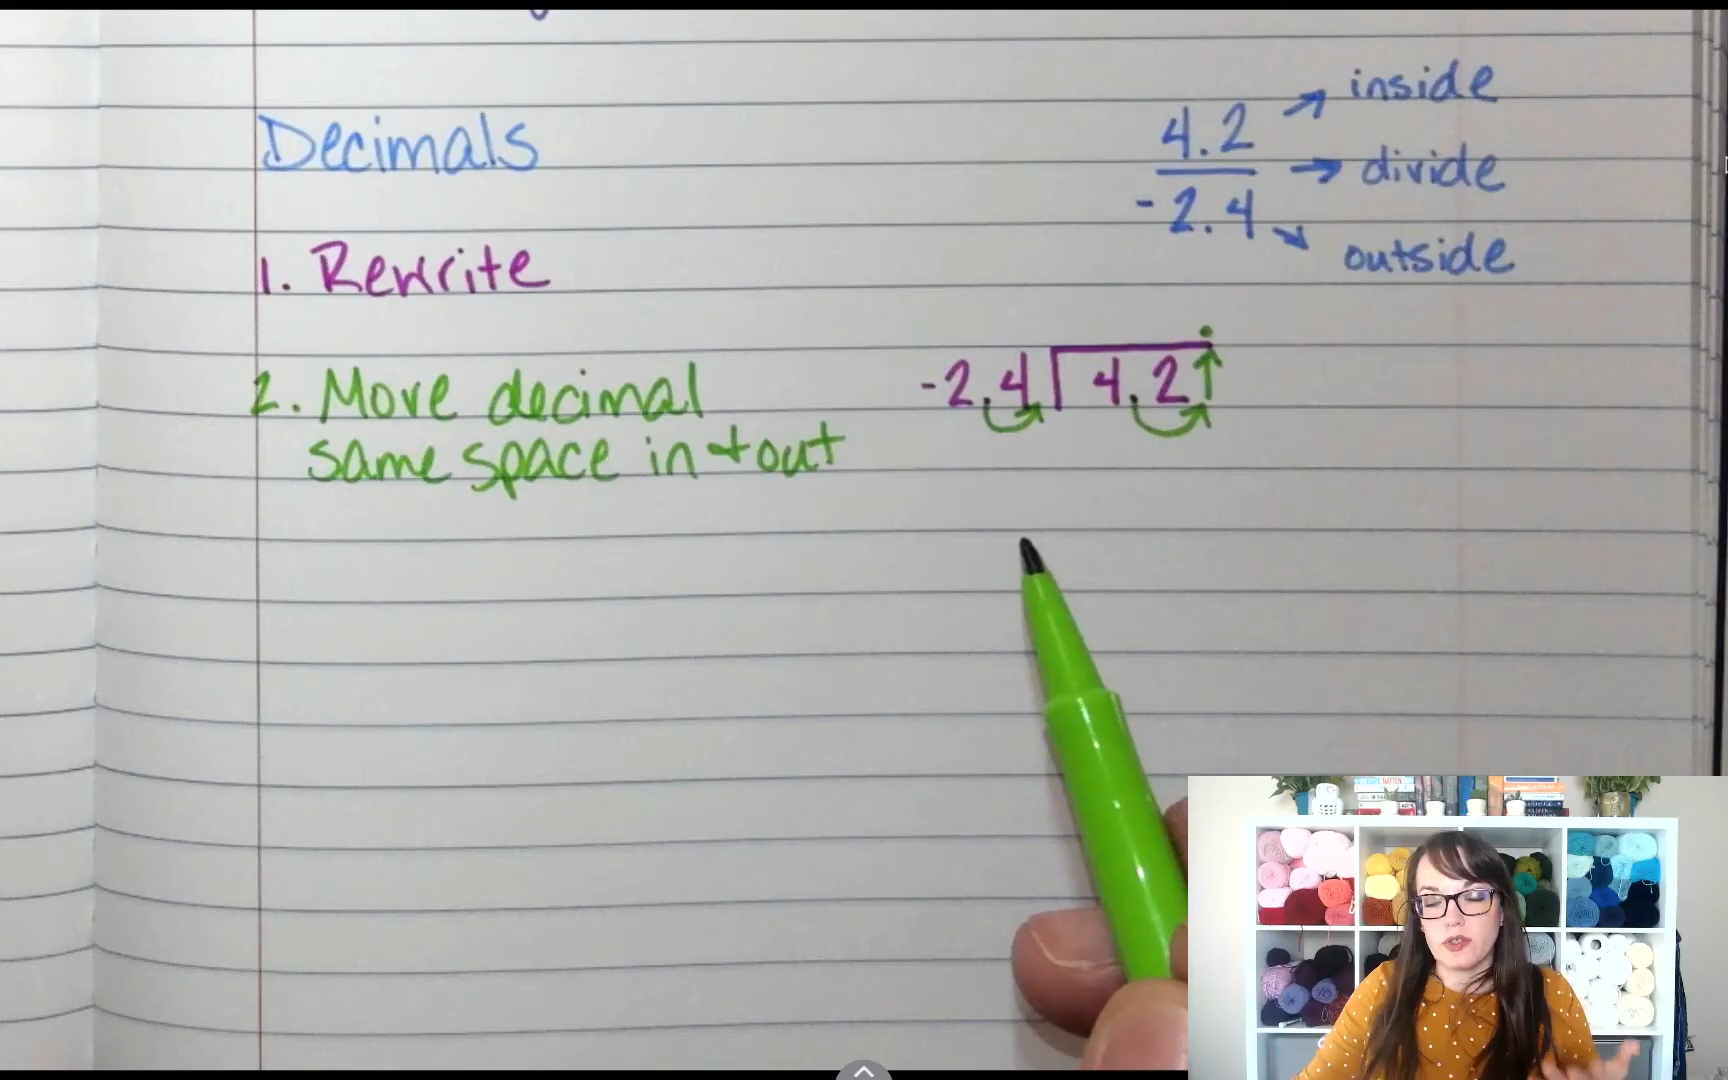 Decimals
4.2 → inside
→ divide
-2.4 → outside
1. Rewrite
2. Move decimal
same space in + out
-2.4 4.2 .